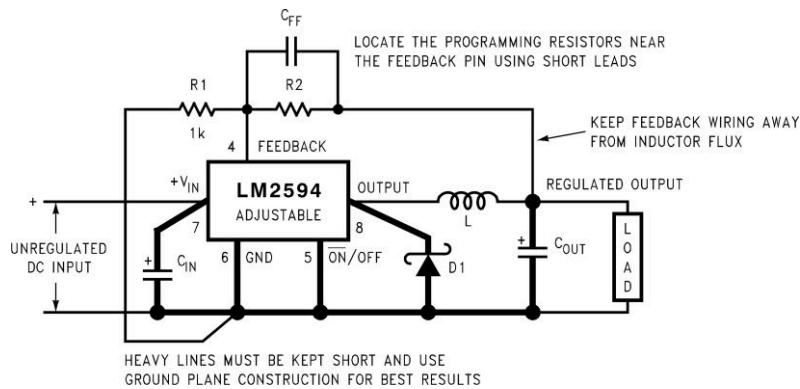 C_FF
LOCATE THE PROGRAMMING RESISTORS NEAR
THE FEEDBACK PIN USING SHORT LEADS
R1
R2
1k
4 FEEDBACK
KEEP FEEDBACK WIRING AWAY
FROM INDUCTOR FLUX
+V_IN
LM2594
ADJUSTABLE
OUTPUT
REGULATED OUTPUT
+
7
8
L
UNREGULATED
DC INPUT
+
C_IN
6 GND
5 O̅N̅/OFF
D1
+
C_OUT
LOAD
HEAVY LINES MUST BE KEPT SHORT AND USE
GROUND PLANE CONSTRUCTION FOR BEST RESULTS